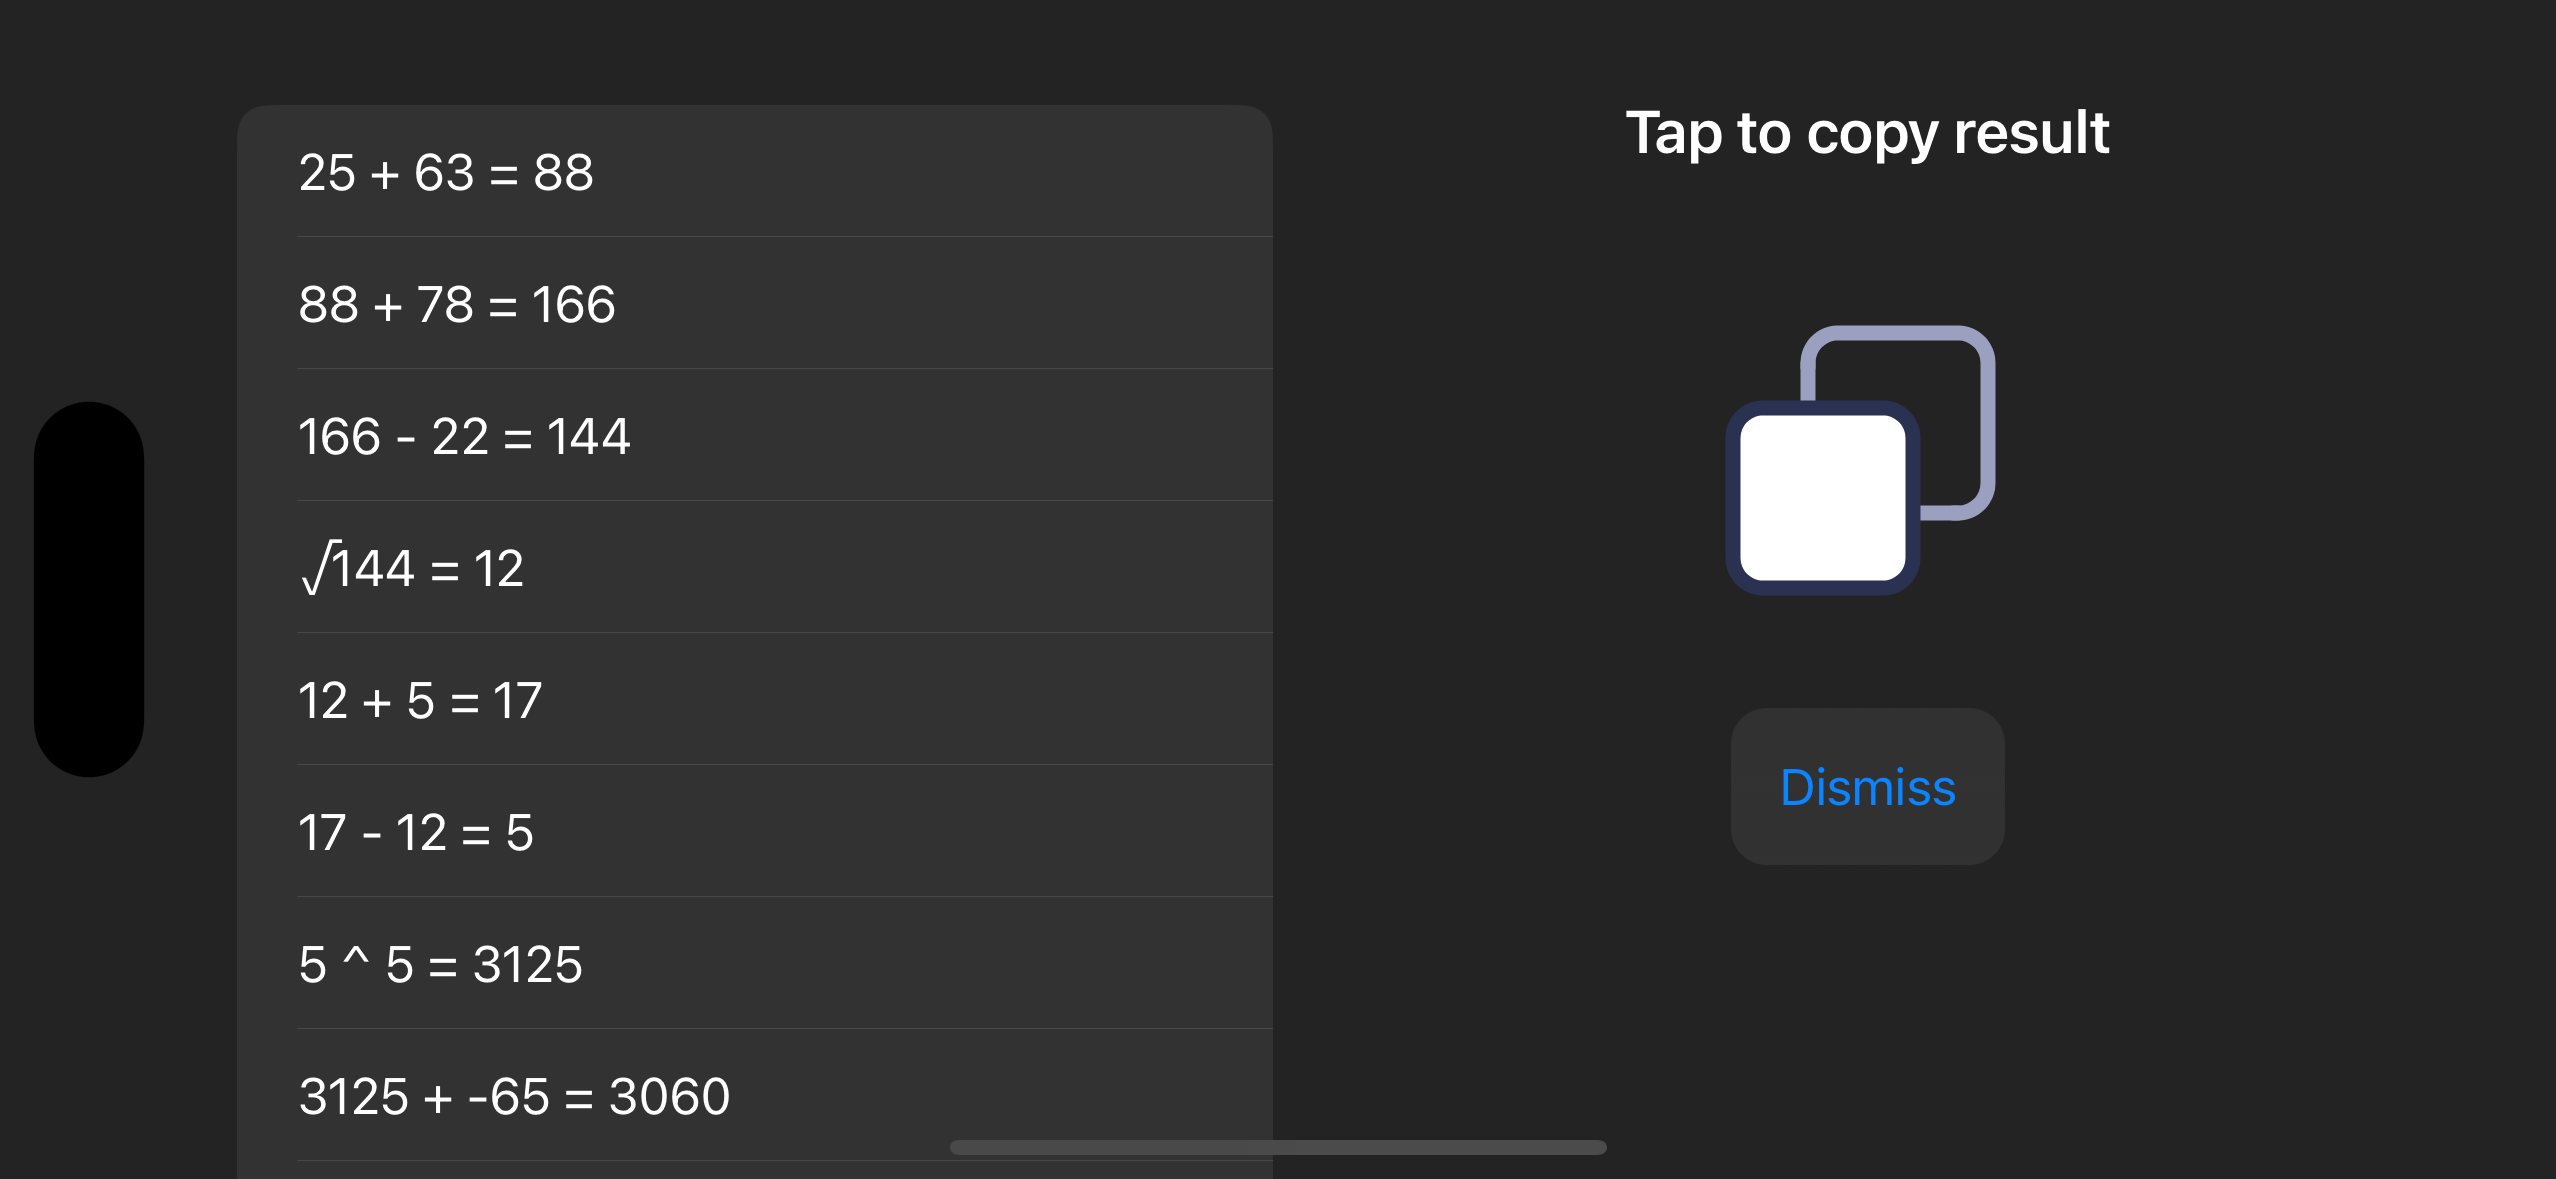 25 + 63 = 88
88 + 78 = 166
166 - 22 = 144
√144 = 12
12 + 5 = 17
17 - 12 = 5
5 ^ 5 = 3125
3125 + -65 = 3060
Tap to copy result
Dismiss